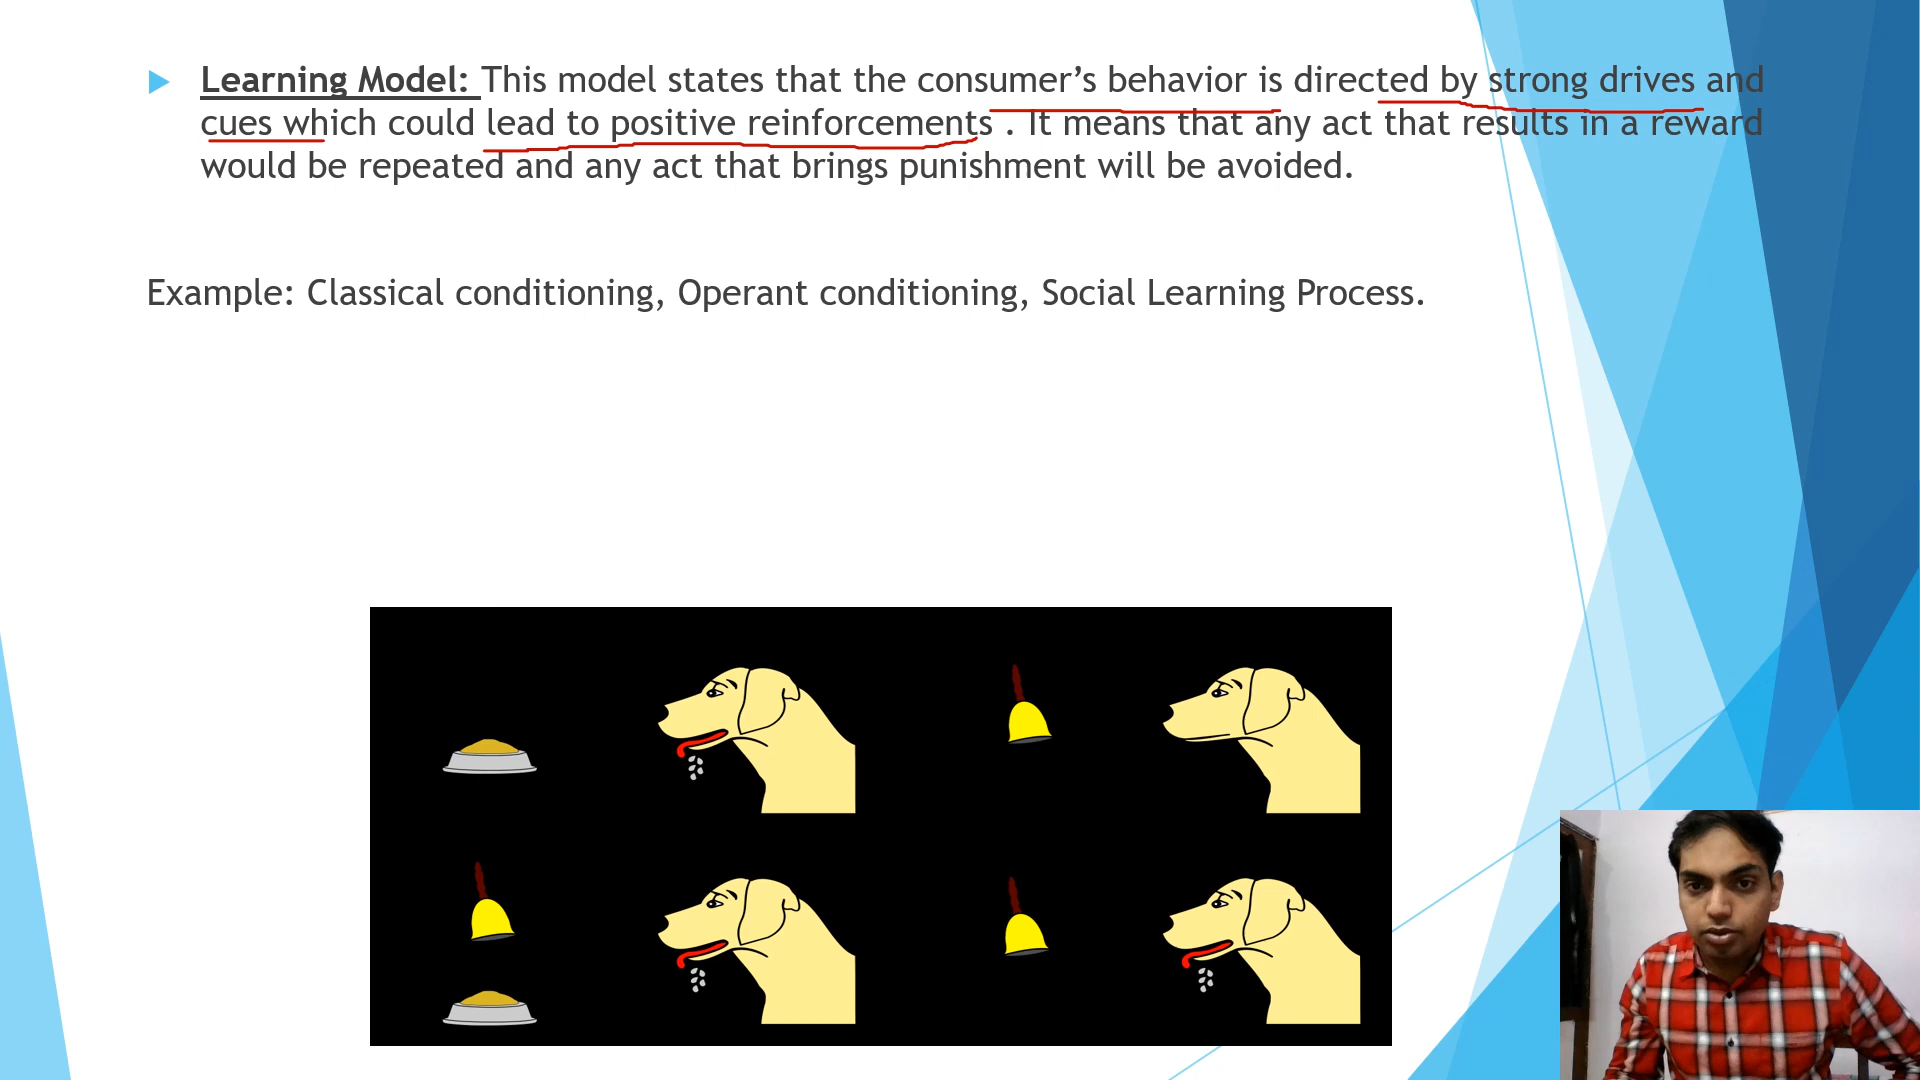 Learning Model: This model states that the consumer’s behavior is directed by strong drives and
cues which could lead to positive reinforcements . It means that any act that results in a reward
would be repeated and any act that brings punishment will be avoided.
Example: Classical conditioning, Operant conditioning, Social Learning Process.